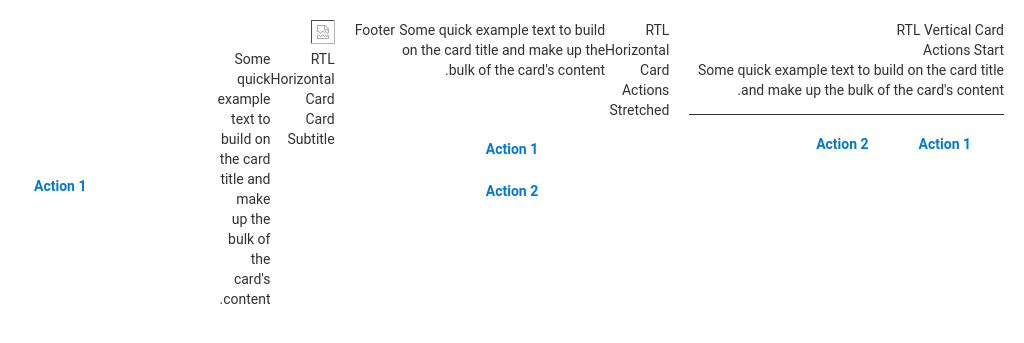 RTL Vertical Card
Actions Start
Some quick example text to build on the card title
.and make up the bulk of the card's content
Action 1
Action 2
RTL
Horizontal
Card
Actions
Stretched
Footer Some quick example text to build
on the card title and make up the
.bulk of the card's content
Action 1
Action 2
RTL
Horizontal
Card
Card
Subtitle
Some
quick
example
text to
build on
the card
title and
make
up the
bulk of
the
card's
.content
Action 1